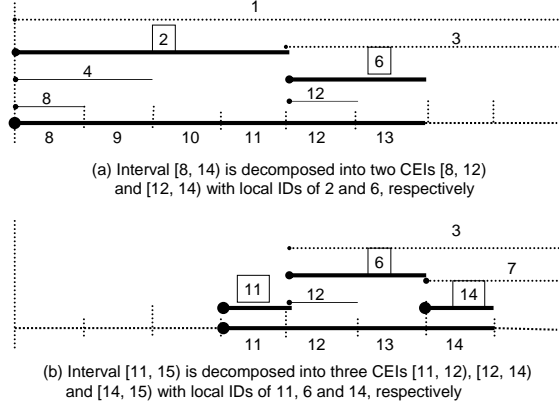 1
2
3
4
6
8
12
8 9 10 11 12 13
(a) Interval [8, 14) is decomposed into two CEIs [8, 12)
and [12, 14) with local IDs of 2 and 6, respectively
3
6
7
11
12
14
11 12 13 14
(b) Interval [11, 15) is decomposed into three CEIs [11, 12), [12, 14)
and [14, 15) with local IDs of 11, 6 and 14, respectively